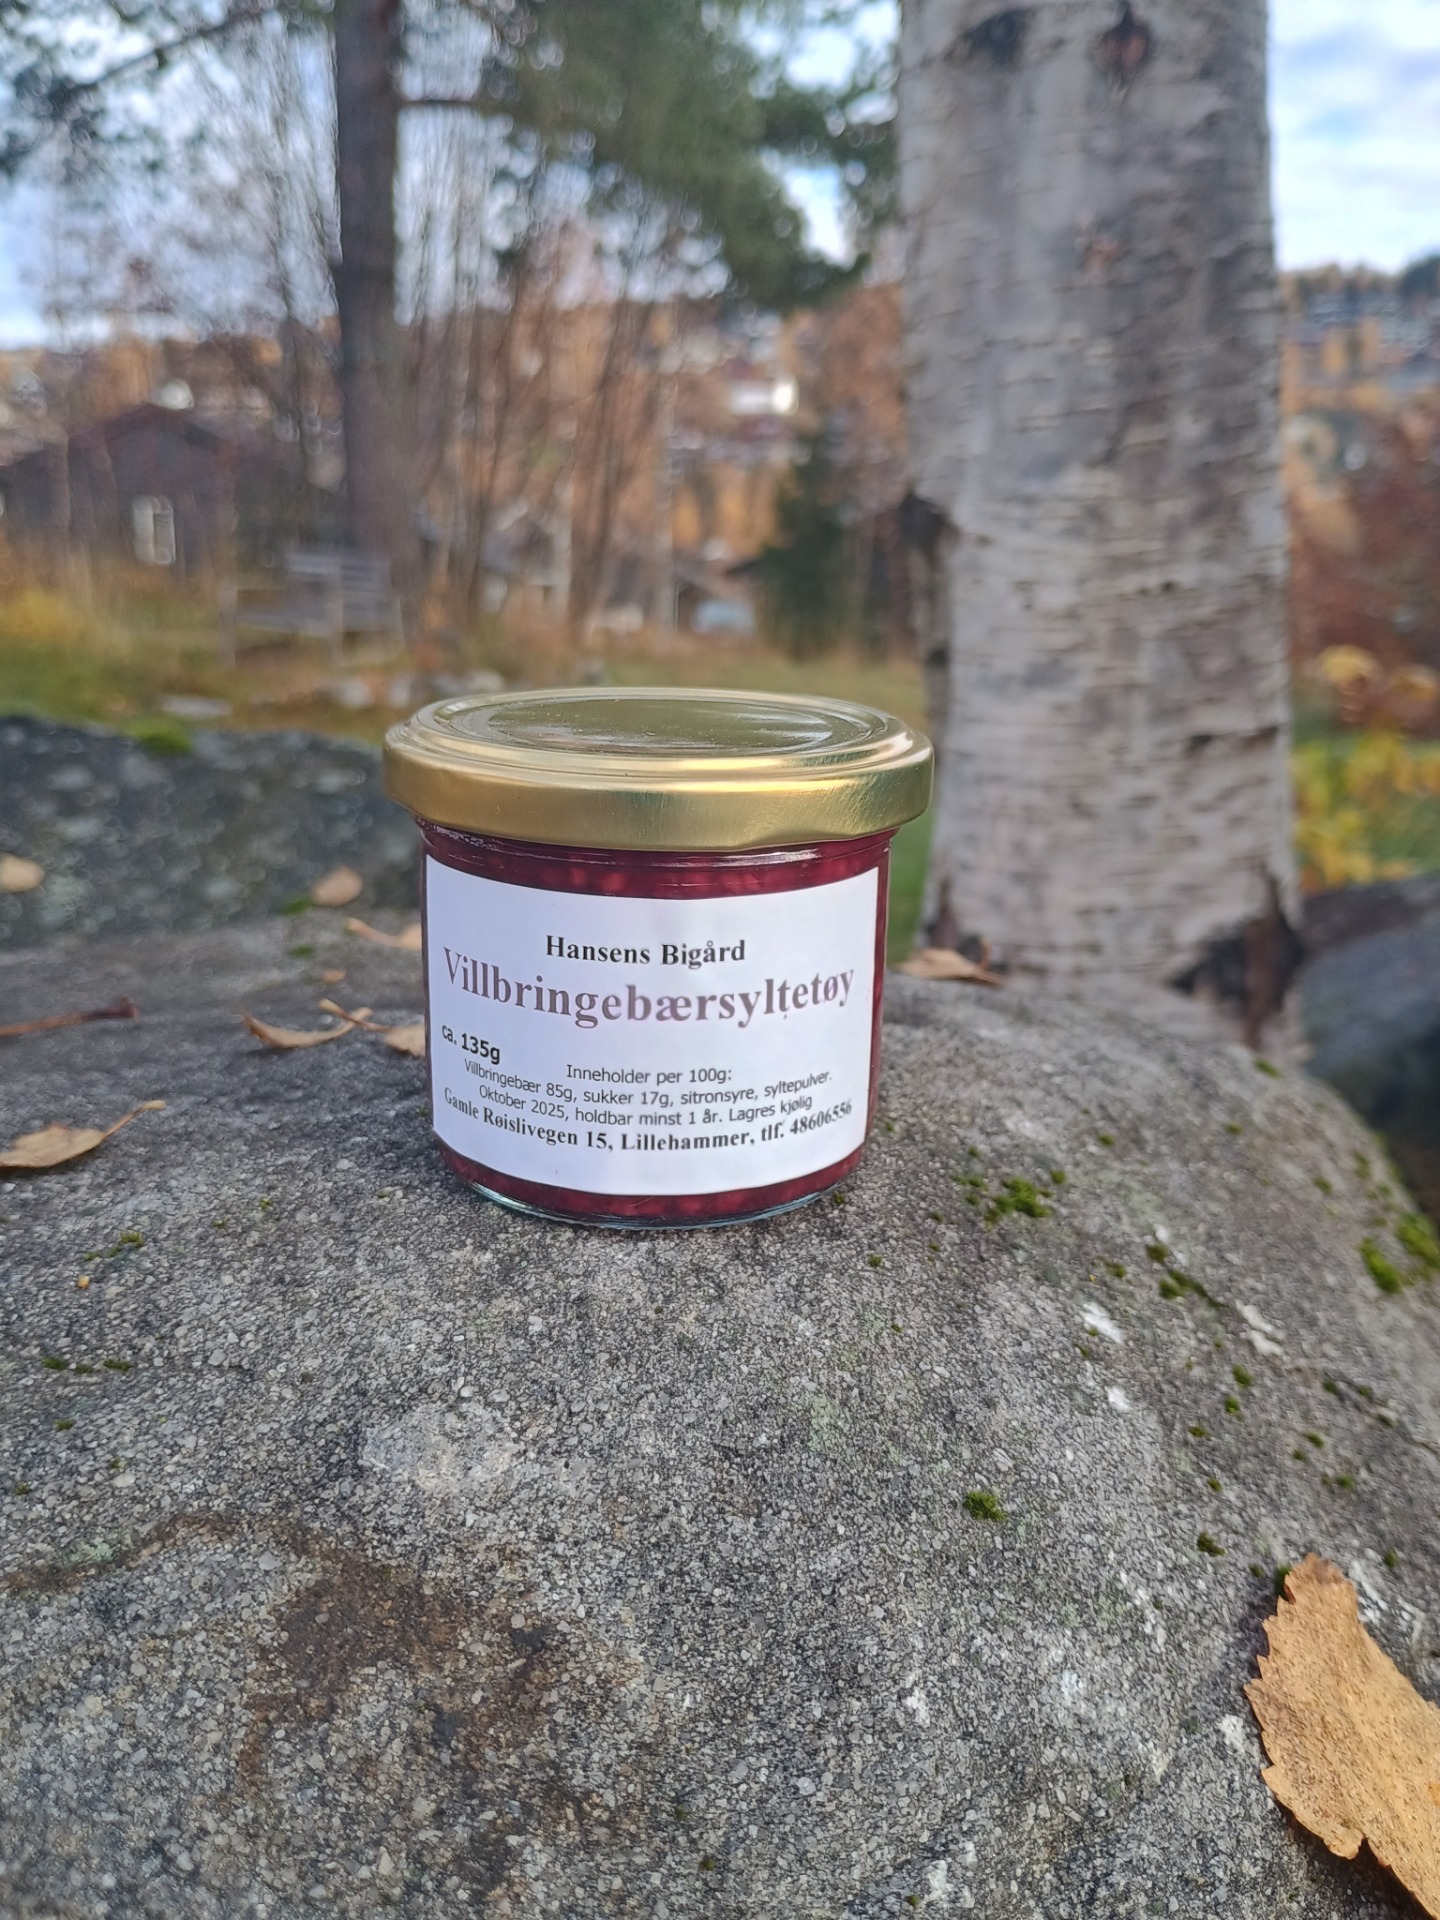 Hansens Bigård
Villbringebærsyltetøy
ca. 135g
Inneholder per 100g:
Villbringebær 85g, sukker 17g, sitronsyre, syltepulver.
Oktober 2025, holdbar minst 1 år. Lagres kjølig
Gamle Røislivegen 15, Lillehammer, tlf. 48606556